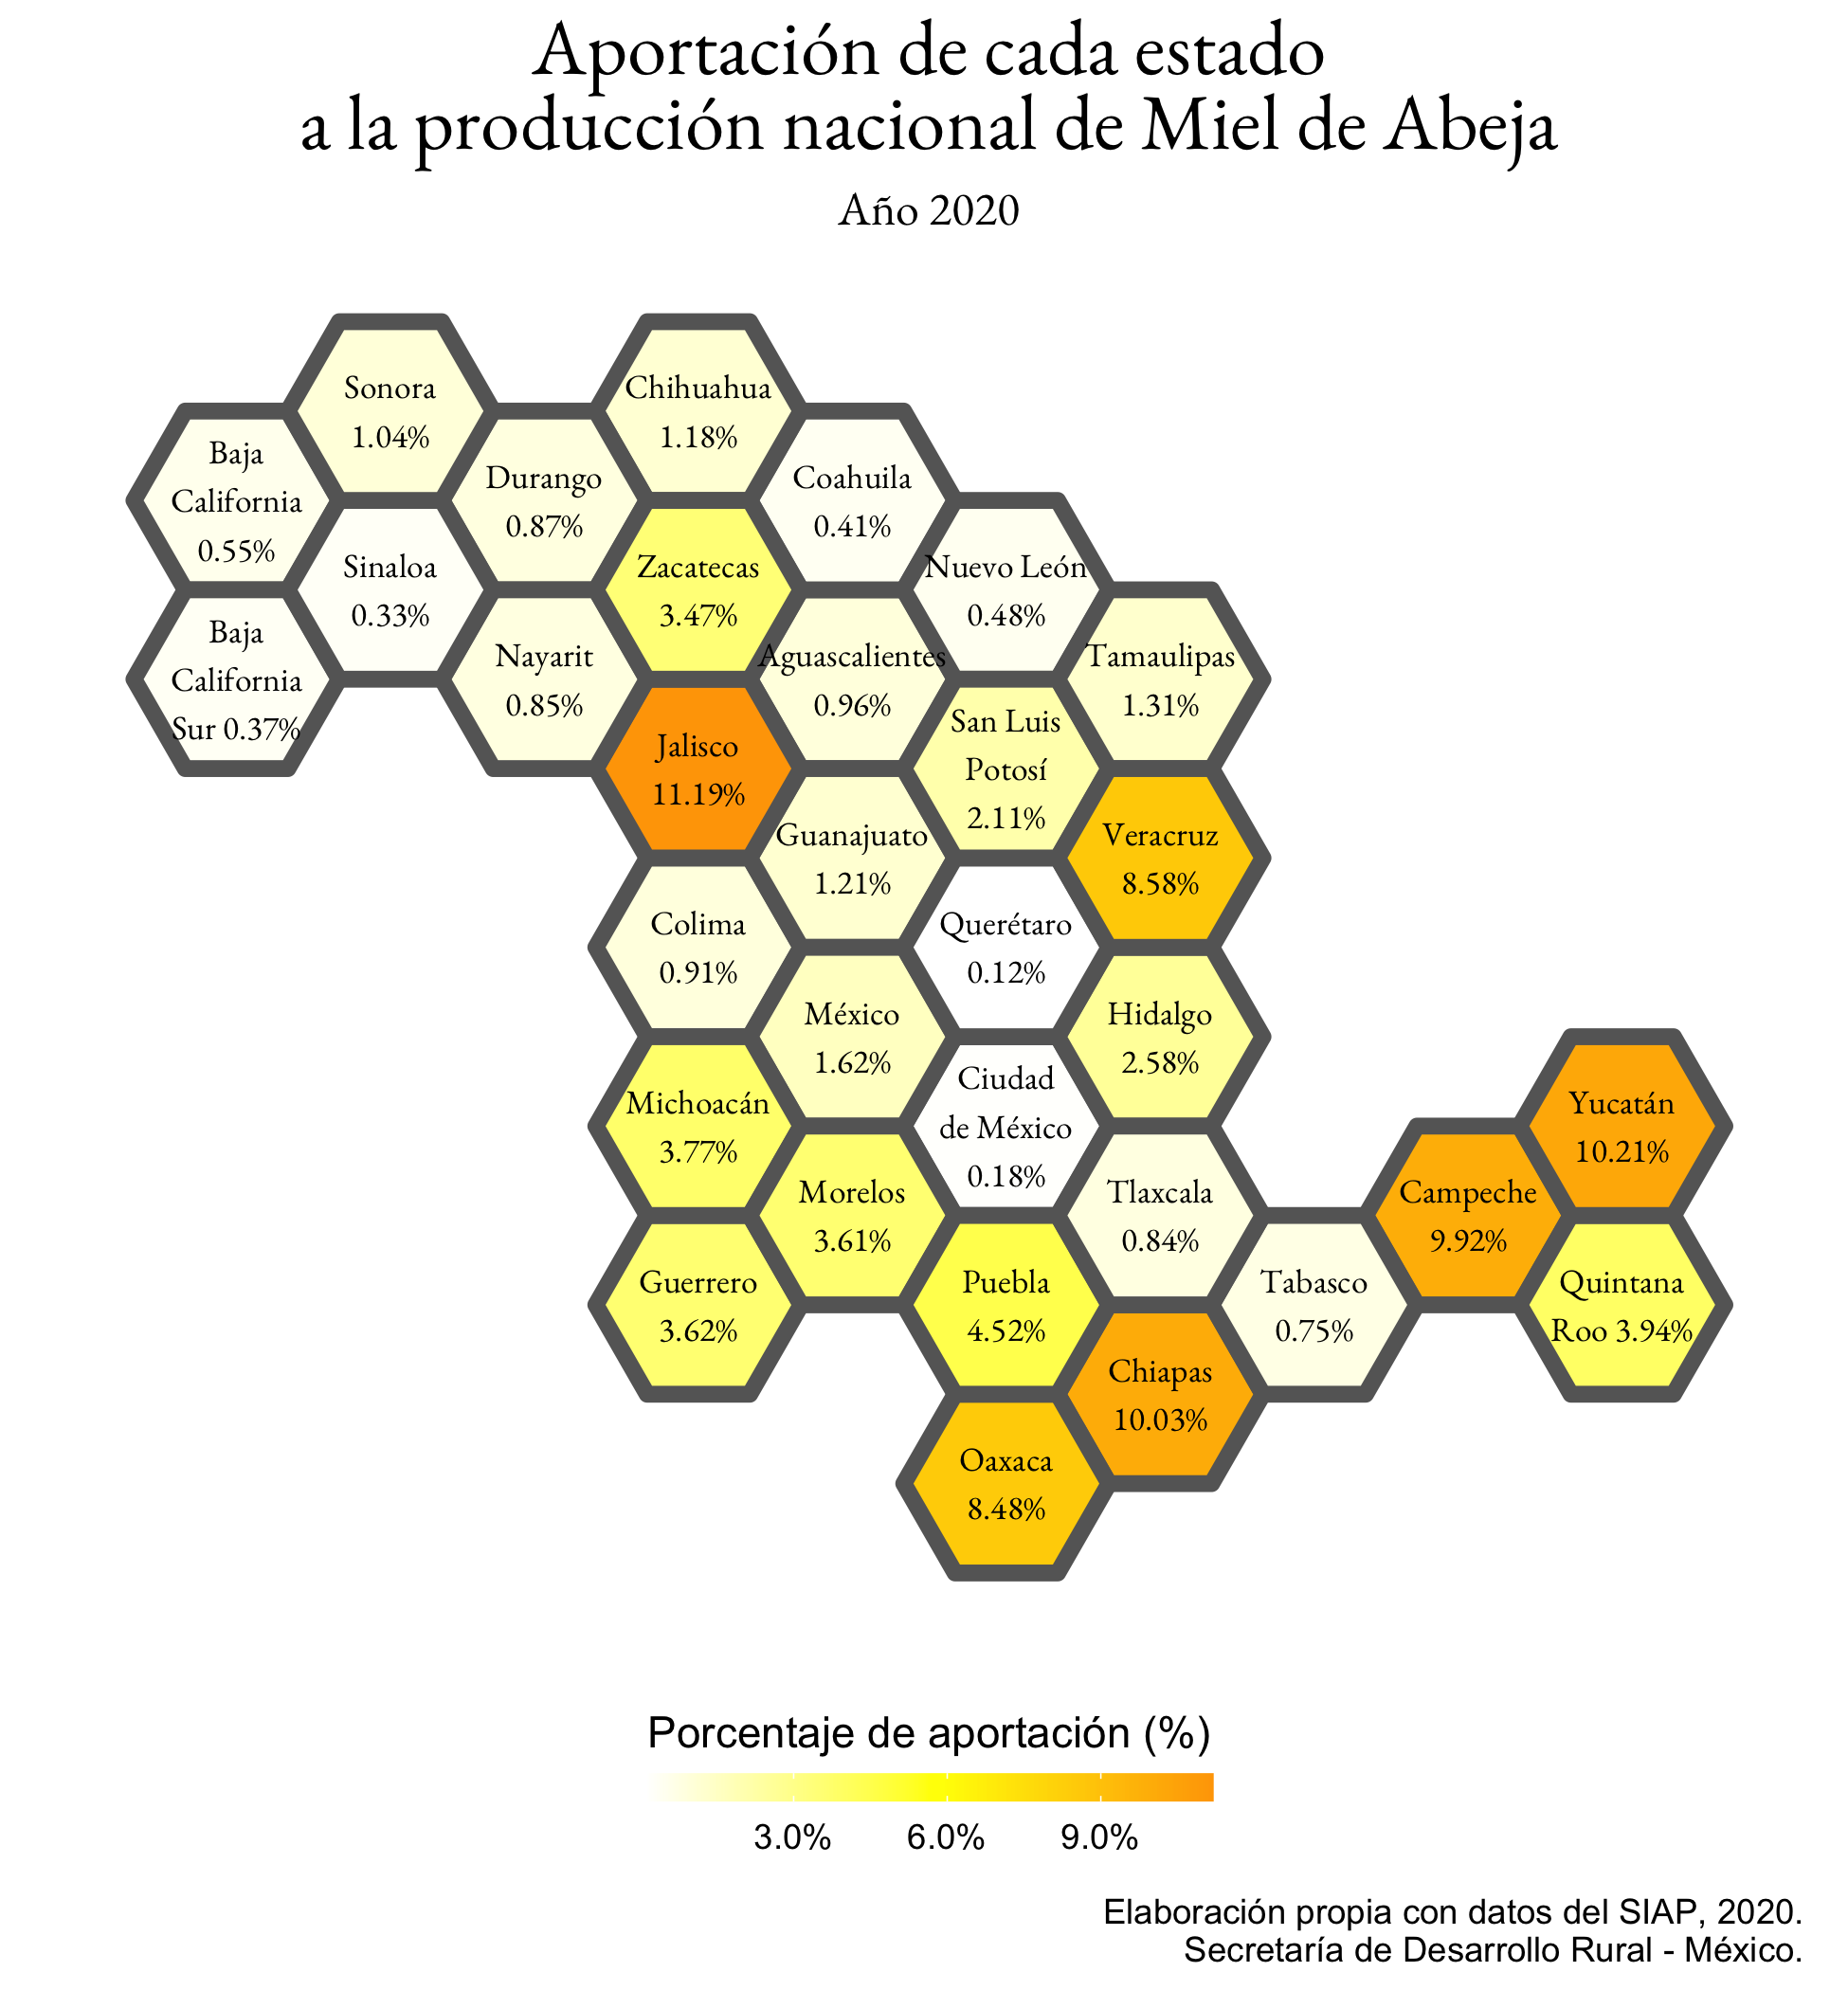 Aportación de cada estado
a la producción nacional de Miel de Abeja
Año 2020
Sonora
1.04%
Chihuahua
1.18%
Baja
California
0.55%
Durango
0.87%
Coahuila
0.41%
Sinaloa
0.33%
Zacatecas
3.47%
Nuevo León
0.48%
Baja
California
Sur 0.37%
Nayarit
0.85%
Aguascalientes
0.96%
Tamaulipas
1.31%
Jalisco
11.19%
San Luis
Potosí
2.11%
Guanajuato
1.21%
Veracruz
8.58%
Colima
0.91%
Querétaro
0.12%
México
1.62%
Hidalgo
2.58%
Michoacán
3.77%
Ciudad
de México
0.18%
Yucatán
10.21%
Morelos
3.61%
Tlaxcala
0.84%
Campeche
9.92%
Guerrero
3.62%
Puebla
4.52%
Tabasco
0.75%
Quintana
Roo 3.94%
Chiapas
10.03%
Oaxaca
8.48%
Porcentaje de aportación (%)
3.0% 6.0% 9.0%
Elaboración propia con datos del SIAP, 2020.
Secretaría de Desarrollo Rural - México.